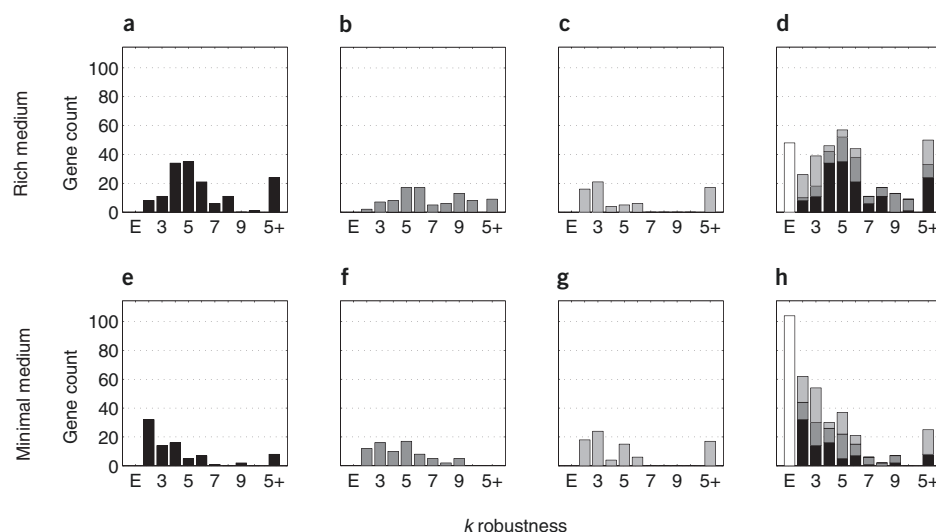 a b c d
Rich medium
Gene count
100
80
60
40
20
0
E 3 5 7 9 5+ E 3 5 7 9 5+ E 3 5 7 9 5+ E 3 5 7 9 5+
e f g h
Minimal medium
Gene count
100
80
60
40
20
0
E 3 5 7 9 5+ E 3 5 7 9 5+ E 3 5 7 9 5+ E 3 5 7 9 5+
k robustness